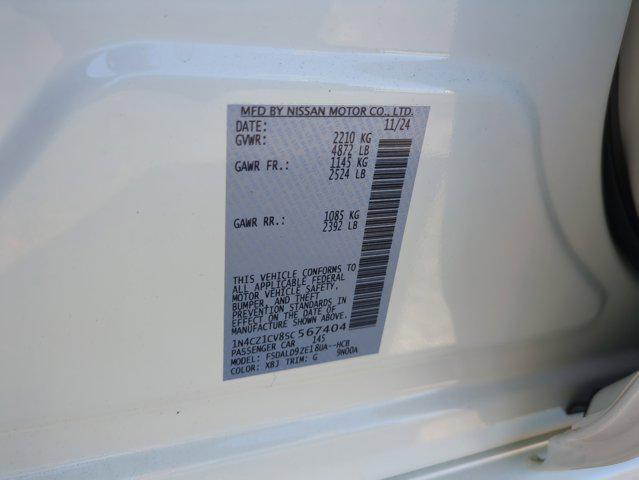 MFD BY NISSAN MOTOR CO., LTD.
DATE: 11/24
GVWR: 2210 KG
4872 LB
GAWR FR.: 1145 KG
2524 LB
GAWR RR.: 1085 KG
2392 LB
THIS VEHICLE CONFORMS TO
ALL APPLICABLE FEDERAL
MOTOR VEHICLE SAFETY,
BUMPER, AND THEFT
PREVENTION STANDARDS IN
EFFECT ON THE DATE OF
MANUFACTURE SHOWN ABOVE.
1N4CZ1CV8SC567404
PASSENGER CAR 145
MODEL: FSDALD9ZE18UA--HCB
COLOR: XBJ TRIM: G 9N00A